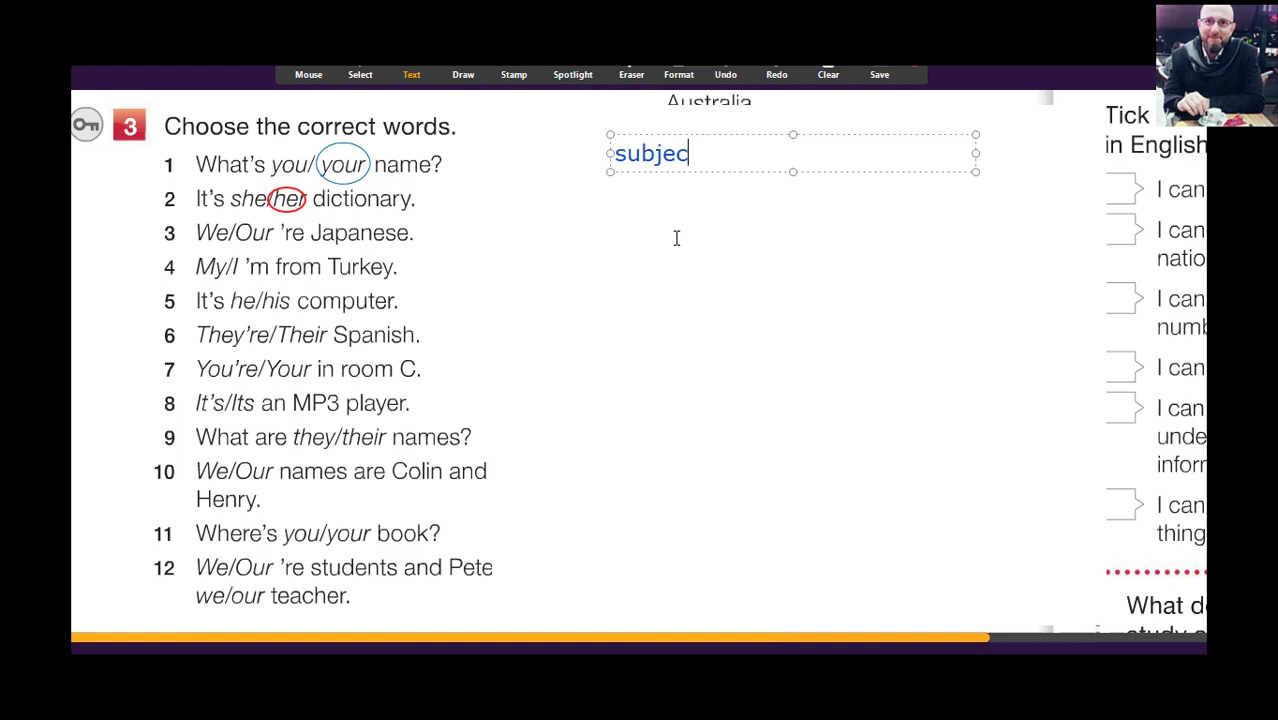 Mouse Select Text Draw Stamp Spotlight Eraser Format Undo Redo Clear Save
Australia
3 Choose the correct words.
1 What's you/ your name?
2 It's she/her dictionary.
3 We/Our 're Japanese.
4 My/I 'm from Turkey.
5 It's he/his computer.
6 They're/Their Spanish.
7 You're/Your in room C.
8 It's/Its an MP3 player.
9 What are they/their names?
10 We/Our names are Colin and
Henry.
11 Where's you/your book?
12 We/Our 're students and Pete
we/our teacher.
subjec
Tick
in English
I can
I can
natio
I can
numb
I can
I can
unde
inforr
I can
thing
What d